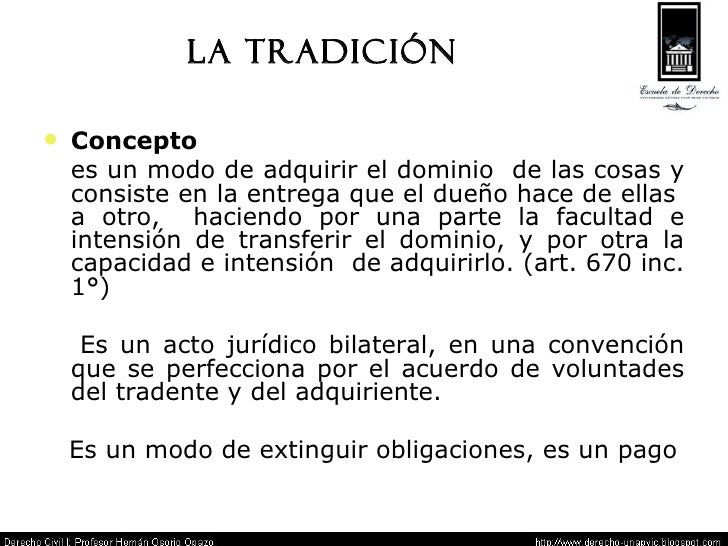 LA TRADICIÓN
Escuela de Derecho
Concepto
es un modo de adquirir el dominio de las cosas y
consiste en la entrega que el dueño hace de ellas
a otro, haciendo por una parte la facultad e
intensión de transferir el dominio, y por otra la
capacidad e intensión de adquirirlo. (art. 670 inc.
1°)
Es un acto jurídico bilateral, en una convención
que se perfecciona por el acuerdo de voluntades
del tradente y del adquiriente.
Es un modo de extinguir obligaciones, es un pago
Derecho Civil I: Profesor Hernán Osorio Opazo
http://www.derecho-unapvic.blogspot.com